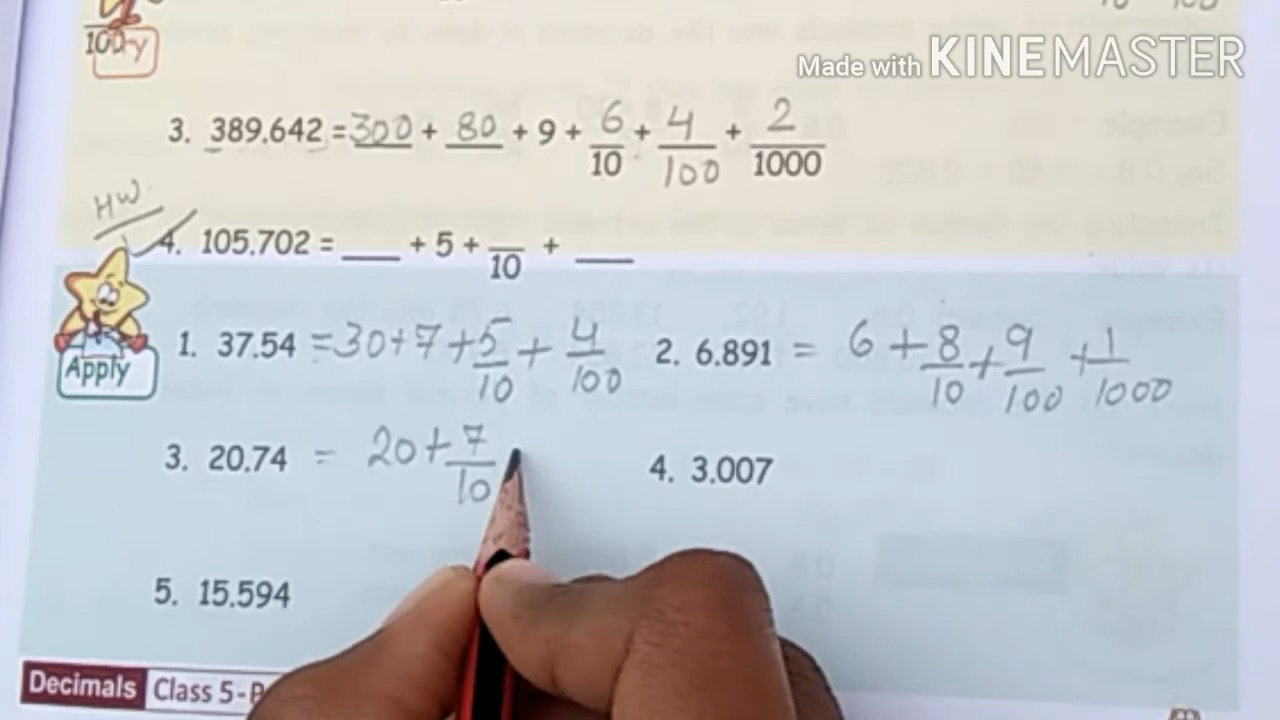 Made with KINEMASTER
100
3. 389.642 = 300 + 80 + 9 + 6/10 + 4/100 + 2/1000
HW
4. 105.702 = ___ + 5 + __/10 + ___
Apply
1. 37.54 = 30+7+5/10+4/100
2. 6.891 = 6+8/10+9/100+1/1000
3. 20.74 = 20+7/10
4. 3.007
5. 15.594
Decimals Class 5-